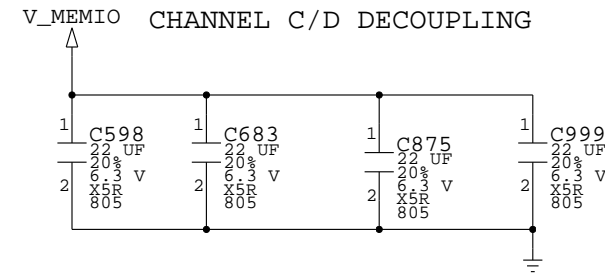 V_MEMIO CHANNEL C/D DECOUPLING
1
C598
22 UF
20%
6.3 V
X5R
805
2
1
C683
22 UF
20%
6.3 V
X5R
805
2
1
C875
22 UF
20%
6.3 V
X5R
805
2
1
C999
22 UF
20%
6.3 V
X5R
805
2